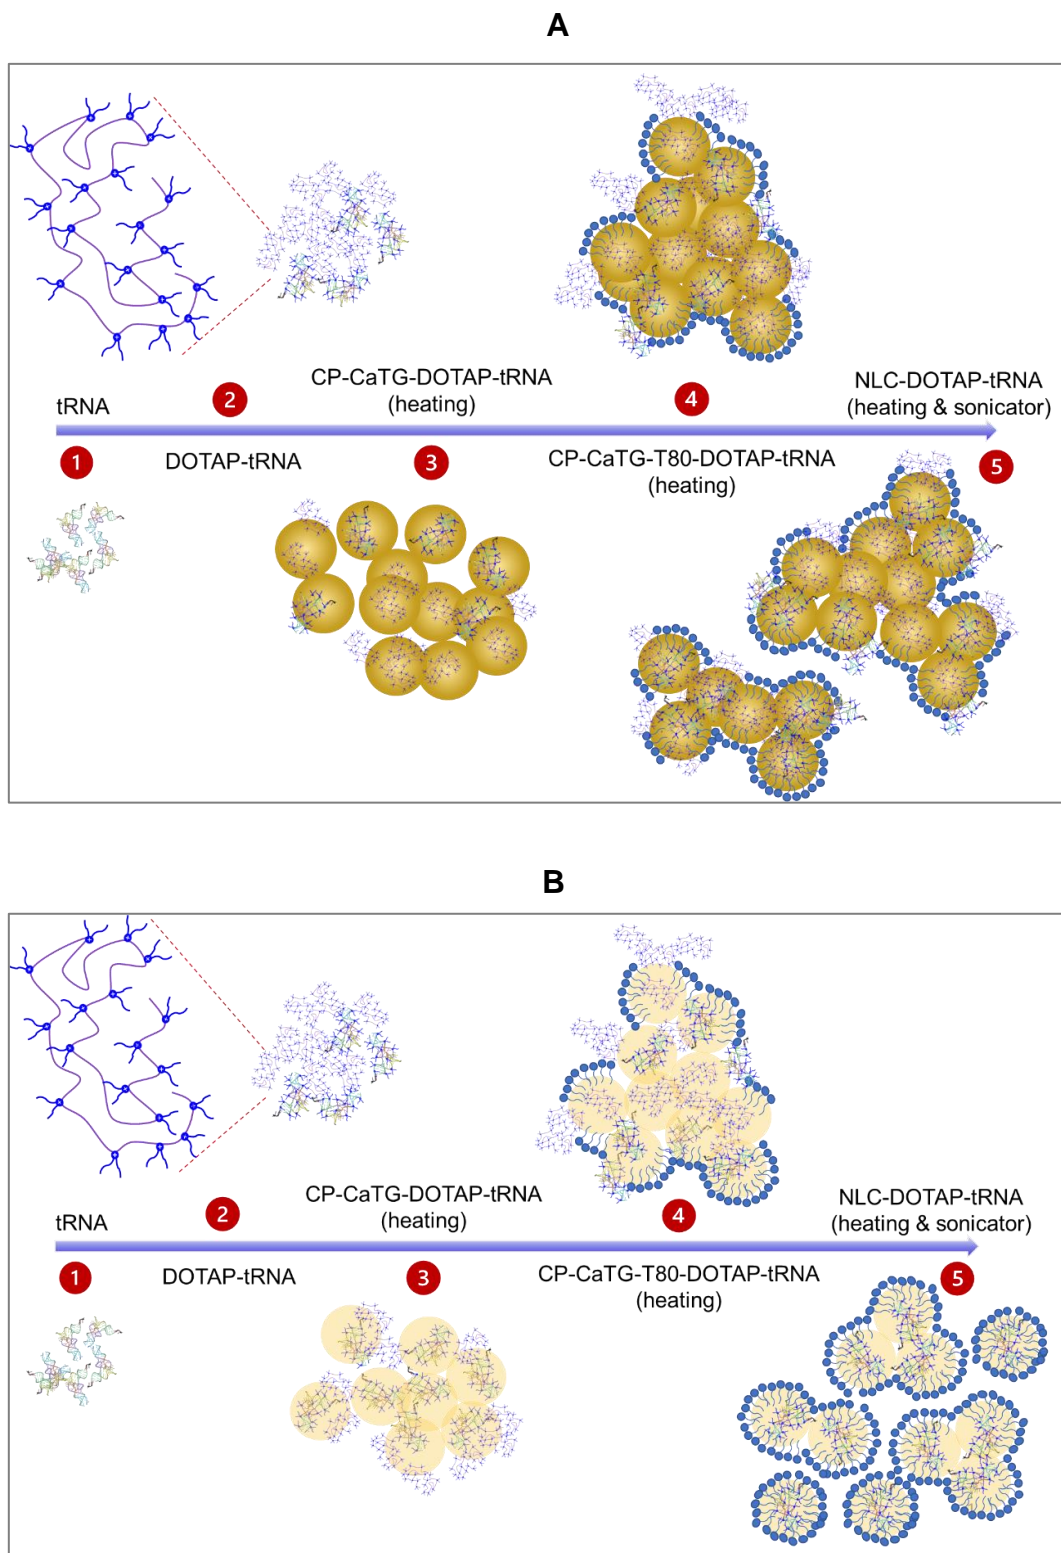 A
CP-CaTG-DOTAP-tRNA
(heating)
NLC-DOTAP-tRNA
(heating & sonicator)
tRNA
2
4
1
DOTAP-tRNA
3
CP-CaTG-T80-DOTAP-tRNA
(heating)
5
B
CP-CaTG-DOTAP-tRNA
(heating)
NLC-DOTAP-tRNA
(heating & sonicator)
tRNA
2
4
1
DOTAP-tRNA
3
CP-CaTG-T80-DOTAP-tRNA
(heating)
5